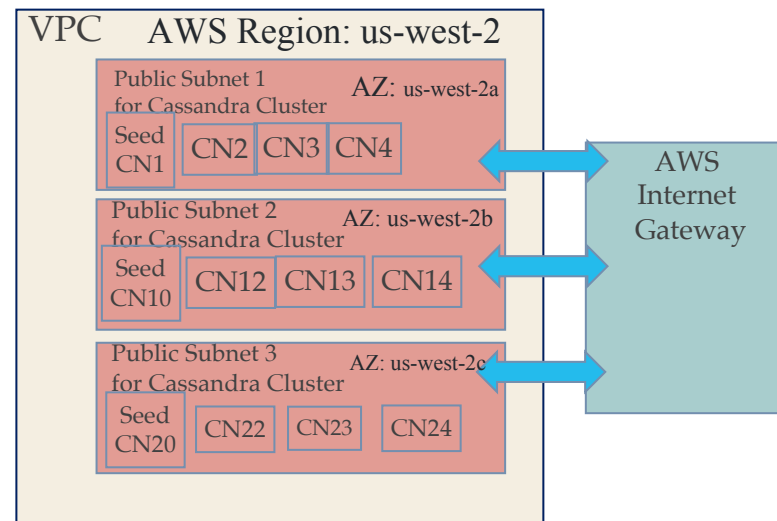 VPC
AWS Region: us-west-2
Public Subnet 1
for Cassandra Cluster
AZ: us-west-2a
Seed
CN1
CN2
CN3
CN4
Public Subnet 2
for Cassandra Cluster
AZ: us-west-2b
Seed
CN10
CN12
CN13
CN14
Public Subnet 3
for Cassandra Cluster
AZ: us-west-2c
Seed
CN20
CN22
CN23
CN24
AWS
Internet
Gateway